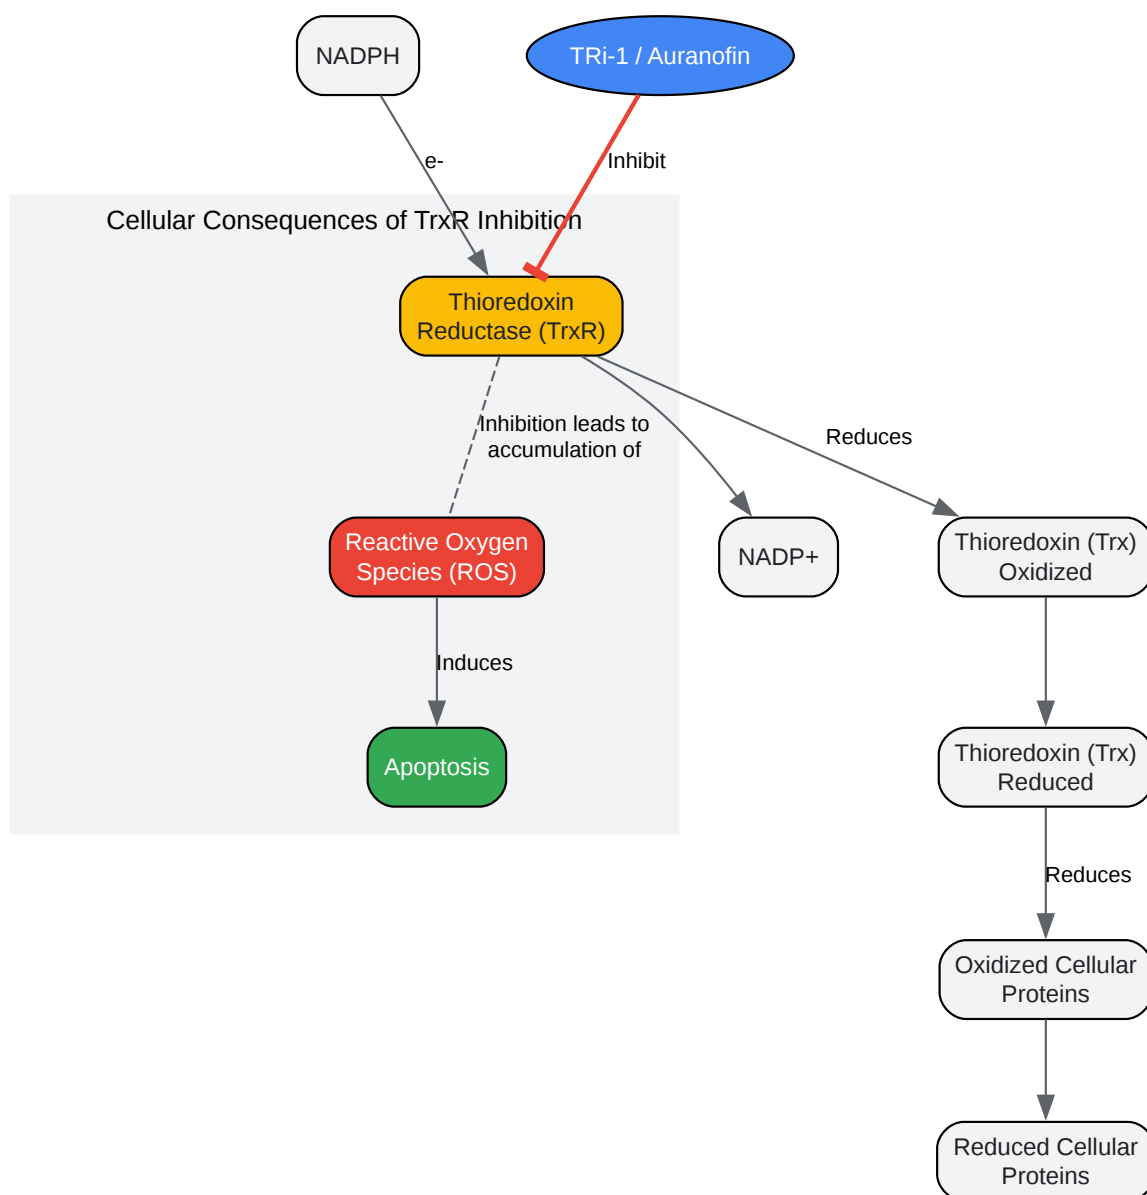 NADPH
TRi-1 / Auranofin
e-
Inhibit
Cellular Consequences of TrxR Inhibition
Thioredoxin
Reductase (TrxR)
Inhibition leads to
accumulation of
Reduces
Reactive Oxygen
Species (ROS)
NADP+
Thioredoxin (Trx)
Oxidized
Induces
Apoptosis
Thioredoxin (Trx)
Reduced
Reduces
Oxidized Cellular
Proteins
Reduced Cellular
Proteins